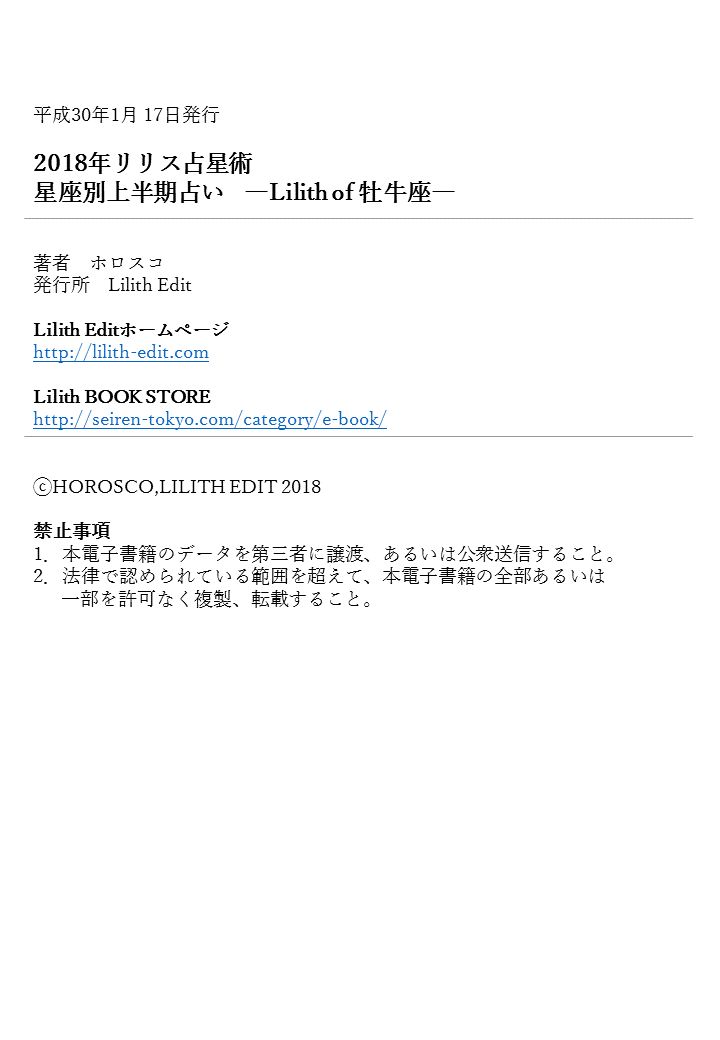 平成30年1月 17日発行
2018年リリス占星術
星座別上半期占い　―Lilith of 牡牛座―
著者　ホロスコ
発行所　Lilith Edit
Lilith Editホームページ
http://lilith-edit.com
Lilith BOOK STORE
http://seiren-tokyo.com/category/e-book/
ⓒHOROSCO,LILITH EDIT 2018
禁止事項
1．本電子書籍のデータを第三者に譲渡、あるいは公衆送信すること。
2．法律で認められている範囲を超えて、本電子書籍の全部あるいは
一部を許可なく複製、転載すること。